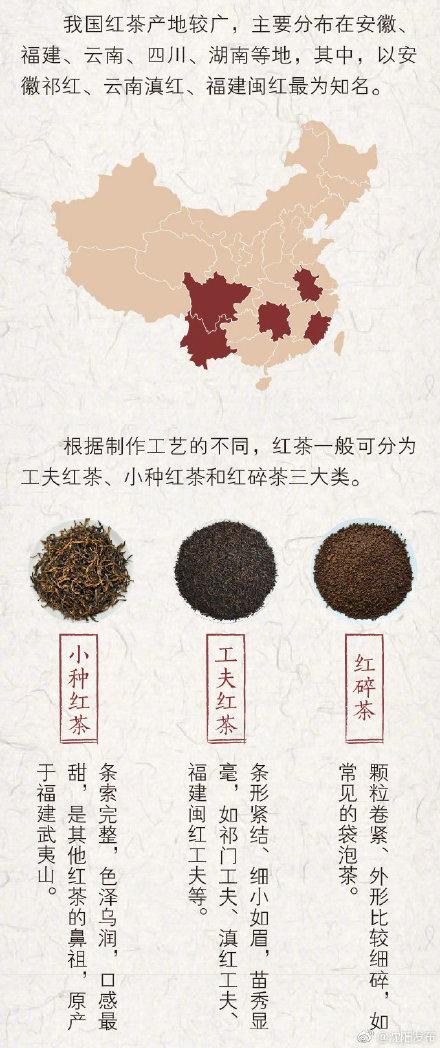 我国红茶产地较广，主要分布在安徽、
福建、云南、四川、湖南等地，其中，以安
徽祁红、云南滇红、福建闽红最为知名。
根据制作工艺的不同，红茶一般可分为
工夫红茶、小种红茶和红碎茶三大类。
小种红茶
条索完整，色泽乌润，口感最
甜，是其他红茶的鼻祖，原产
于福建武夷山。
工夫红茶
条形紧结、细小如眉，苗秀显
毫，如祁门工夫、滇红工夫、
福建闽红工夫等。
红碎茶
颗粒卷紧、外形比较细碎，如
常见的袋泡茶。
@沈阳发布